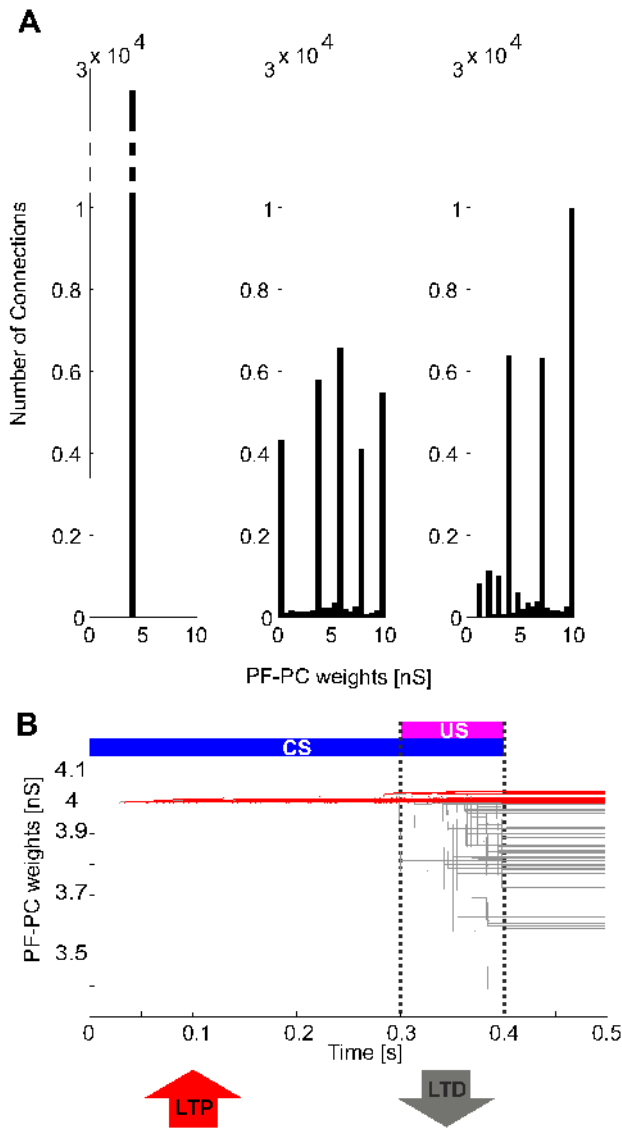 A
3 x 10 4
3 x 10 4
3 x 10 4
Number of Connections
1
0.8
0.6
0.4
0.2
0
0 5 10
1
0.8
0.6
0.4
0.2
0
0 5 10
1
0.8
0.6
0.4
0.2
0
0 5 10
PF-PC weights [nS]
B
US
CS
PF-PC weights [nS]
4.1
4
3.9
3.7
3.5
0 0.1 0.2 0.3 0.4 0.5
Time [s]
LTP
LTD